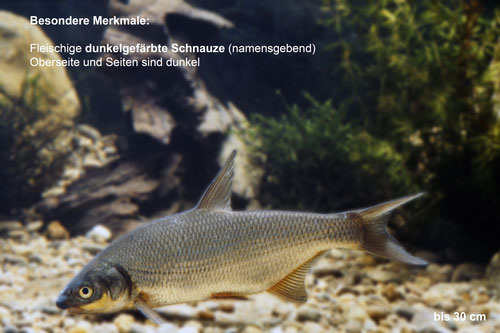 Besondere Merkmale:
Fleischige dunkelgefärbte Schnauze (namensgebend)
Oberseite und Seiten sind dunkel
bis 30 cm